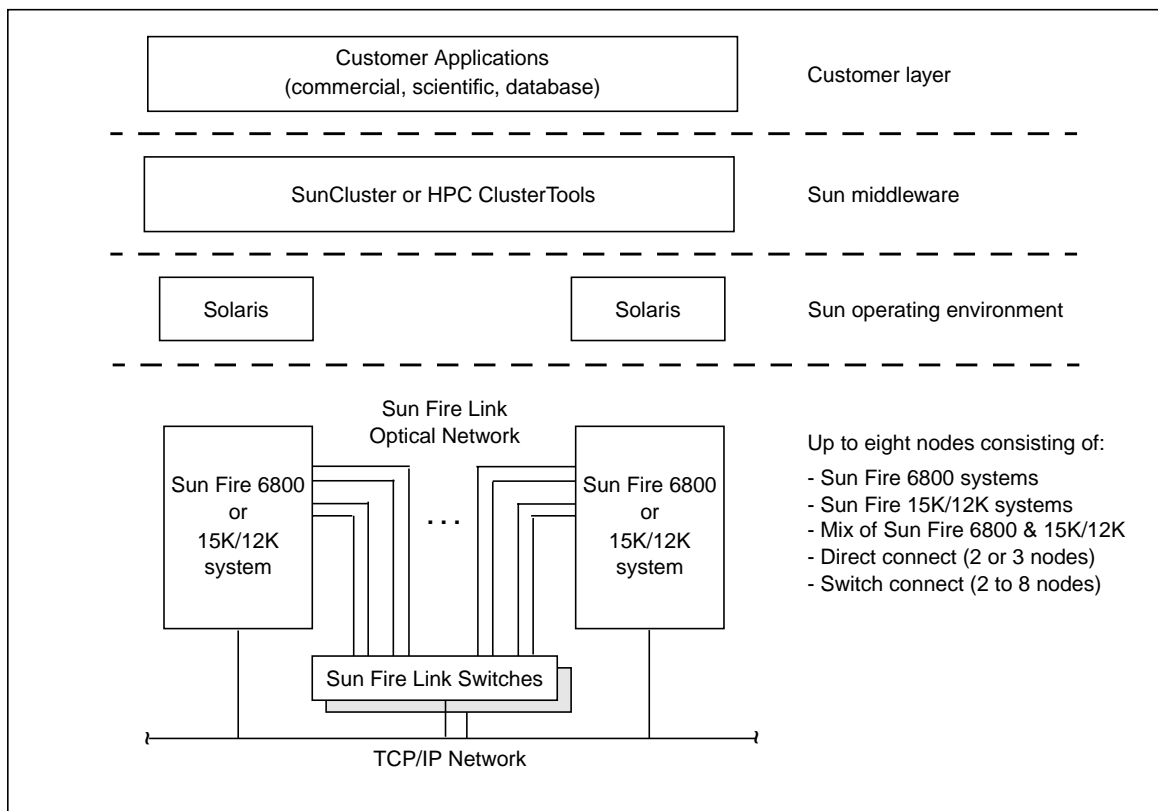 Customer Applications
(commercial, scientific, database)
Customer layer
SunCluster or HPC ClusterTools
Sun middleware
Solaris
Solaris
Sun operating environment
Sun Fire Link
Optical Network
Sun Fire 6800
or
15K/12K
system
. . .
Sun Fire 6800
or
15K/12K
system
Up to eight nodes consisting of:
- Sun Fire 6800 systems
- Sun Fire 15K/12K systems
- Mix of Sun Fire 6800 & 15K/12K
- Direct connect (2 or 3 nodes)
- Switch connect (2 to 8 nodes)
Sun Fire Link Switches
TCP/IP Network